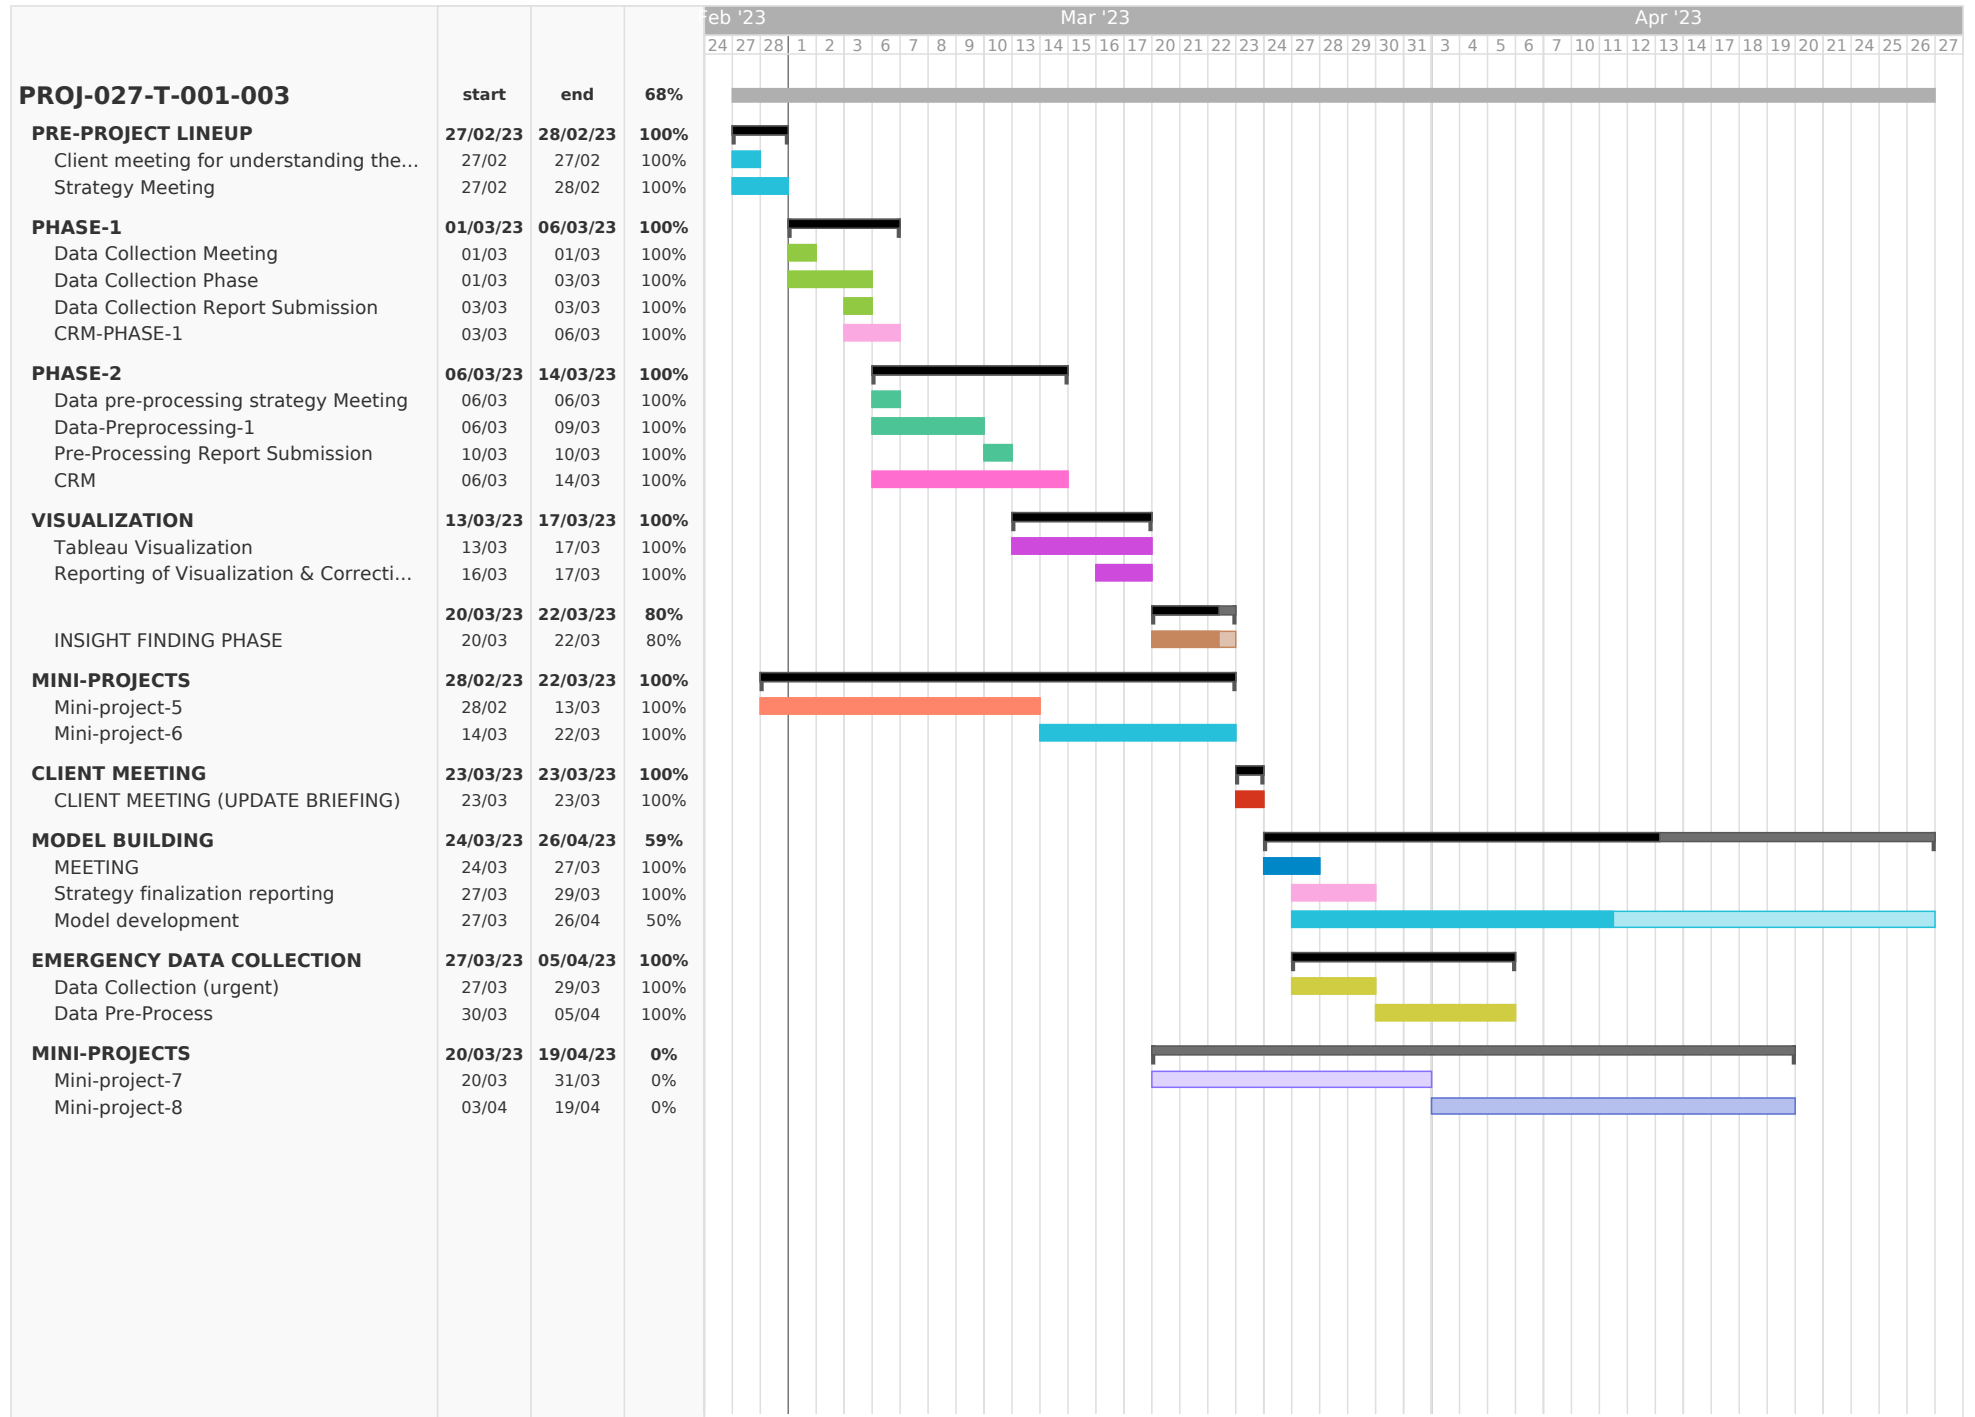 Feb '23 Mar '23 Apr '23
24 27 28 1 2 3 6 7 8 9 10 13 14 15 16 17 20 21 22 23 24 27 28 29 30 31 3 4 5 6 7 10 11 12 13 14 17 18 19 20 21 24 25 26 27
PROJ-027-T-001-003 start end 68%
PRE-PROJECT LINEUP 27/02/23 28/02/23 100%
Client meeting for understanding the... 27/02 27/02 100%
Strategy Meeting 27/02 28/02 100%
PHASE-1 01/03/23 06/03/23 100%
Data Collection Meeting 01/03 01/03 100%
Data Collection Phase 01/03 03/03 100%
Data Collection Report Submission 03/03 03/03 100%
CRM-PHASE-1 03/03 06/03 100%
PHASE-2 06/03/23 14/03/23 100%
Data pre-processing strategy Meeting 06/03 06/03 100%
Data-Preprocessing-1 06/03 09/03 100%
Pre-Processing Report Submission 10/03 10/03 100%
CRM 06/03 14/03 100%
VISUALIZATION 13/03/23 17/03/23 100%
Tableau Visualization 13/03 17/03 100%
Reporting of Visualization & Correcti... 16/03 17/03 100%
20/03/23 22/03/23 80%
INSIGHT FINDING PHASE 20/03 22/03 80%
MINI-PROJECTS 28/02/23 22/03/23 100%
Mini-project-5 28/02 13/03 100%
Mini-project-6 14/03 22/03 100%
CLIENT MEETING 23/03/23 23/03/23 100%
CLIENT MEETING (UPDATE BRIEFING) 23/03 23/03 100%
MODEL BUILDING 24/03/23 26/04/23 59%
MEETING 24/03 27/03 100%
Strategy finalization reporting 27/03 29/03 100%
Model development 27/03 26/04 50%
EMERGENCY DATA COLLECTION 27/03/23 05/04/23 100%
Data Collection (urgent) 27/03 29/03 100%
Data Pre-Process 30/03 05/04 100%
MINI-PROJECTS 20/03/23 19/04/23 0%
Mini-project-7 20/03 31/03 0%
Mini-project-8 03/04 19/04 0%